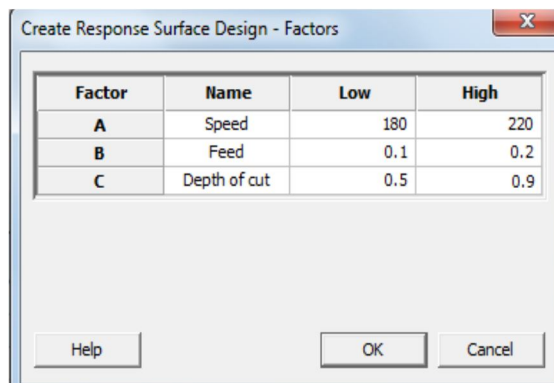 Create Response Surface Design - Factors
X
Factor Name Low High
A Speed 180 220
B Feed 0.1 0.2
C Depth of cut 0.5 0.9
Help OK Cancel